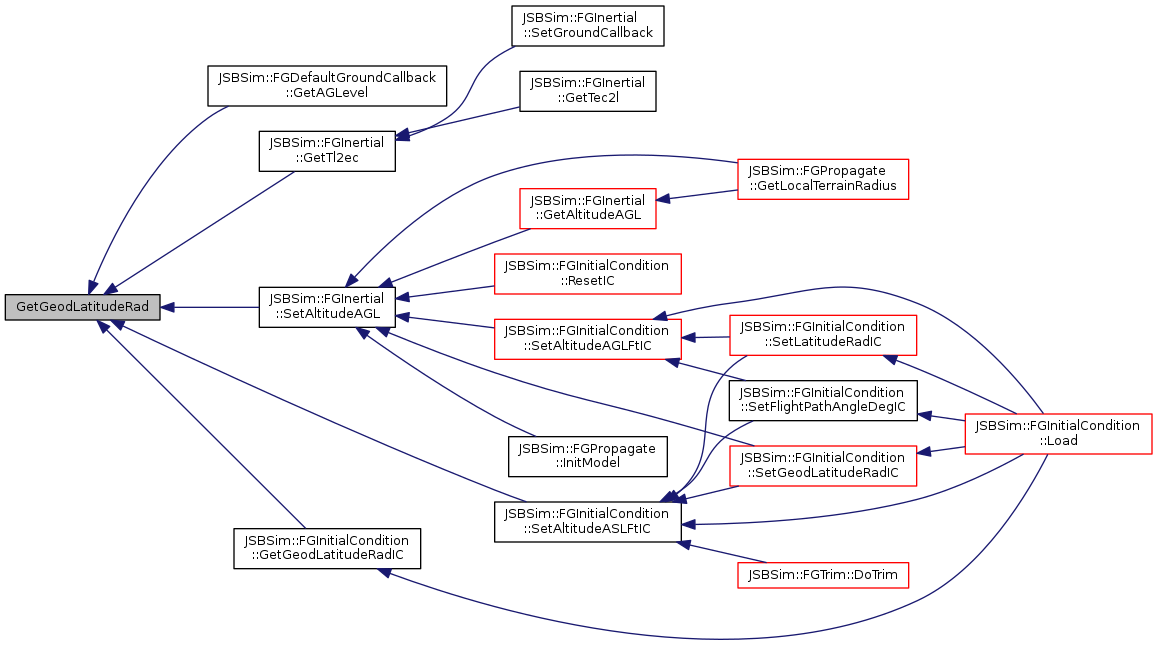 JSBSim::FGInertial
::SetGroundCallback
JSBSim::FGDefaultGroundCallback
::GetAGLevel
JSBSim::FGInertial
::GetTec2l
JSBSim::FGInertial
::GetTl2ec
JSBSim::FGPropagate
::GetLocalTerrainRadius
JSBSim::FGInertial
::GetAltitudeAGL
JSBSim::FGInitialCondition
::ResetIC
GetGeodLatitudeRad
JSBSim::FGInertial
::SetAltitudeAGL
JSBSim::FGInitialCondition
::SetAltitudeAGLFtIC
JSBSim::FGInitialCondition
::SetLatitudeRadIC
JSBSim::FGInitialCondition
::SetFlightPathAngleDegIC
JSBSim::FGInitialCondition
::Load
JSBSim::FGPropagate
::InitModel
JSBSim::FGInitialCondition
::SetGeodLatitudeRadIC
JSBSim::FGInitialCondition
::SetAltitudeASLFtIC
JSBSim::FGInitialCondition
::GetGeodLatitudeRadIC
JSBSim::FGTrim::DoTrim